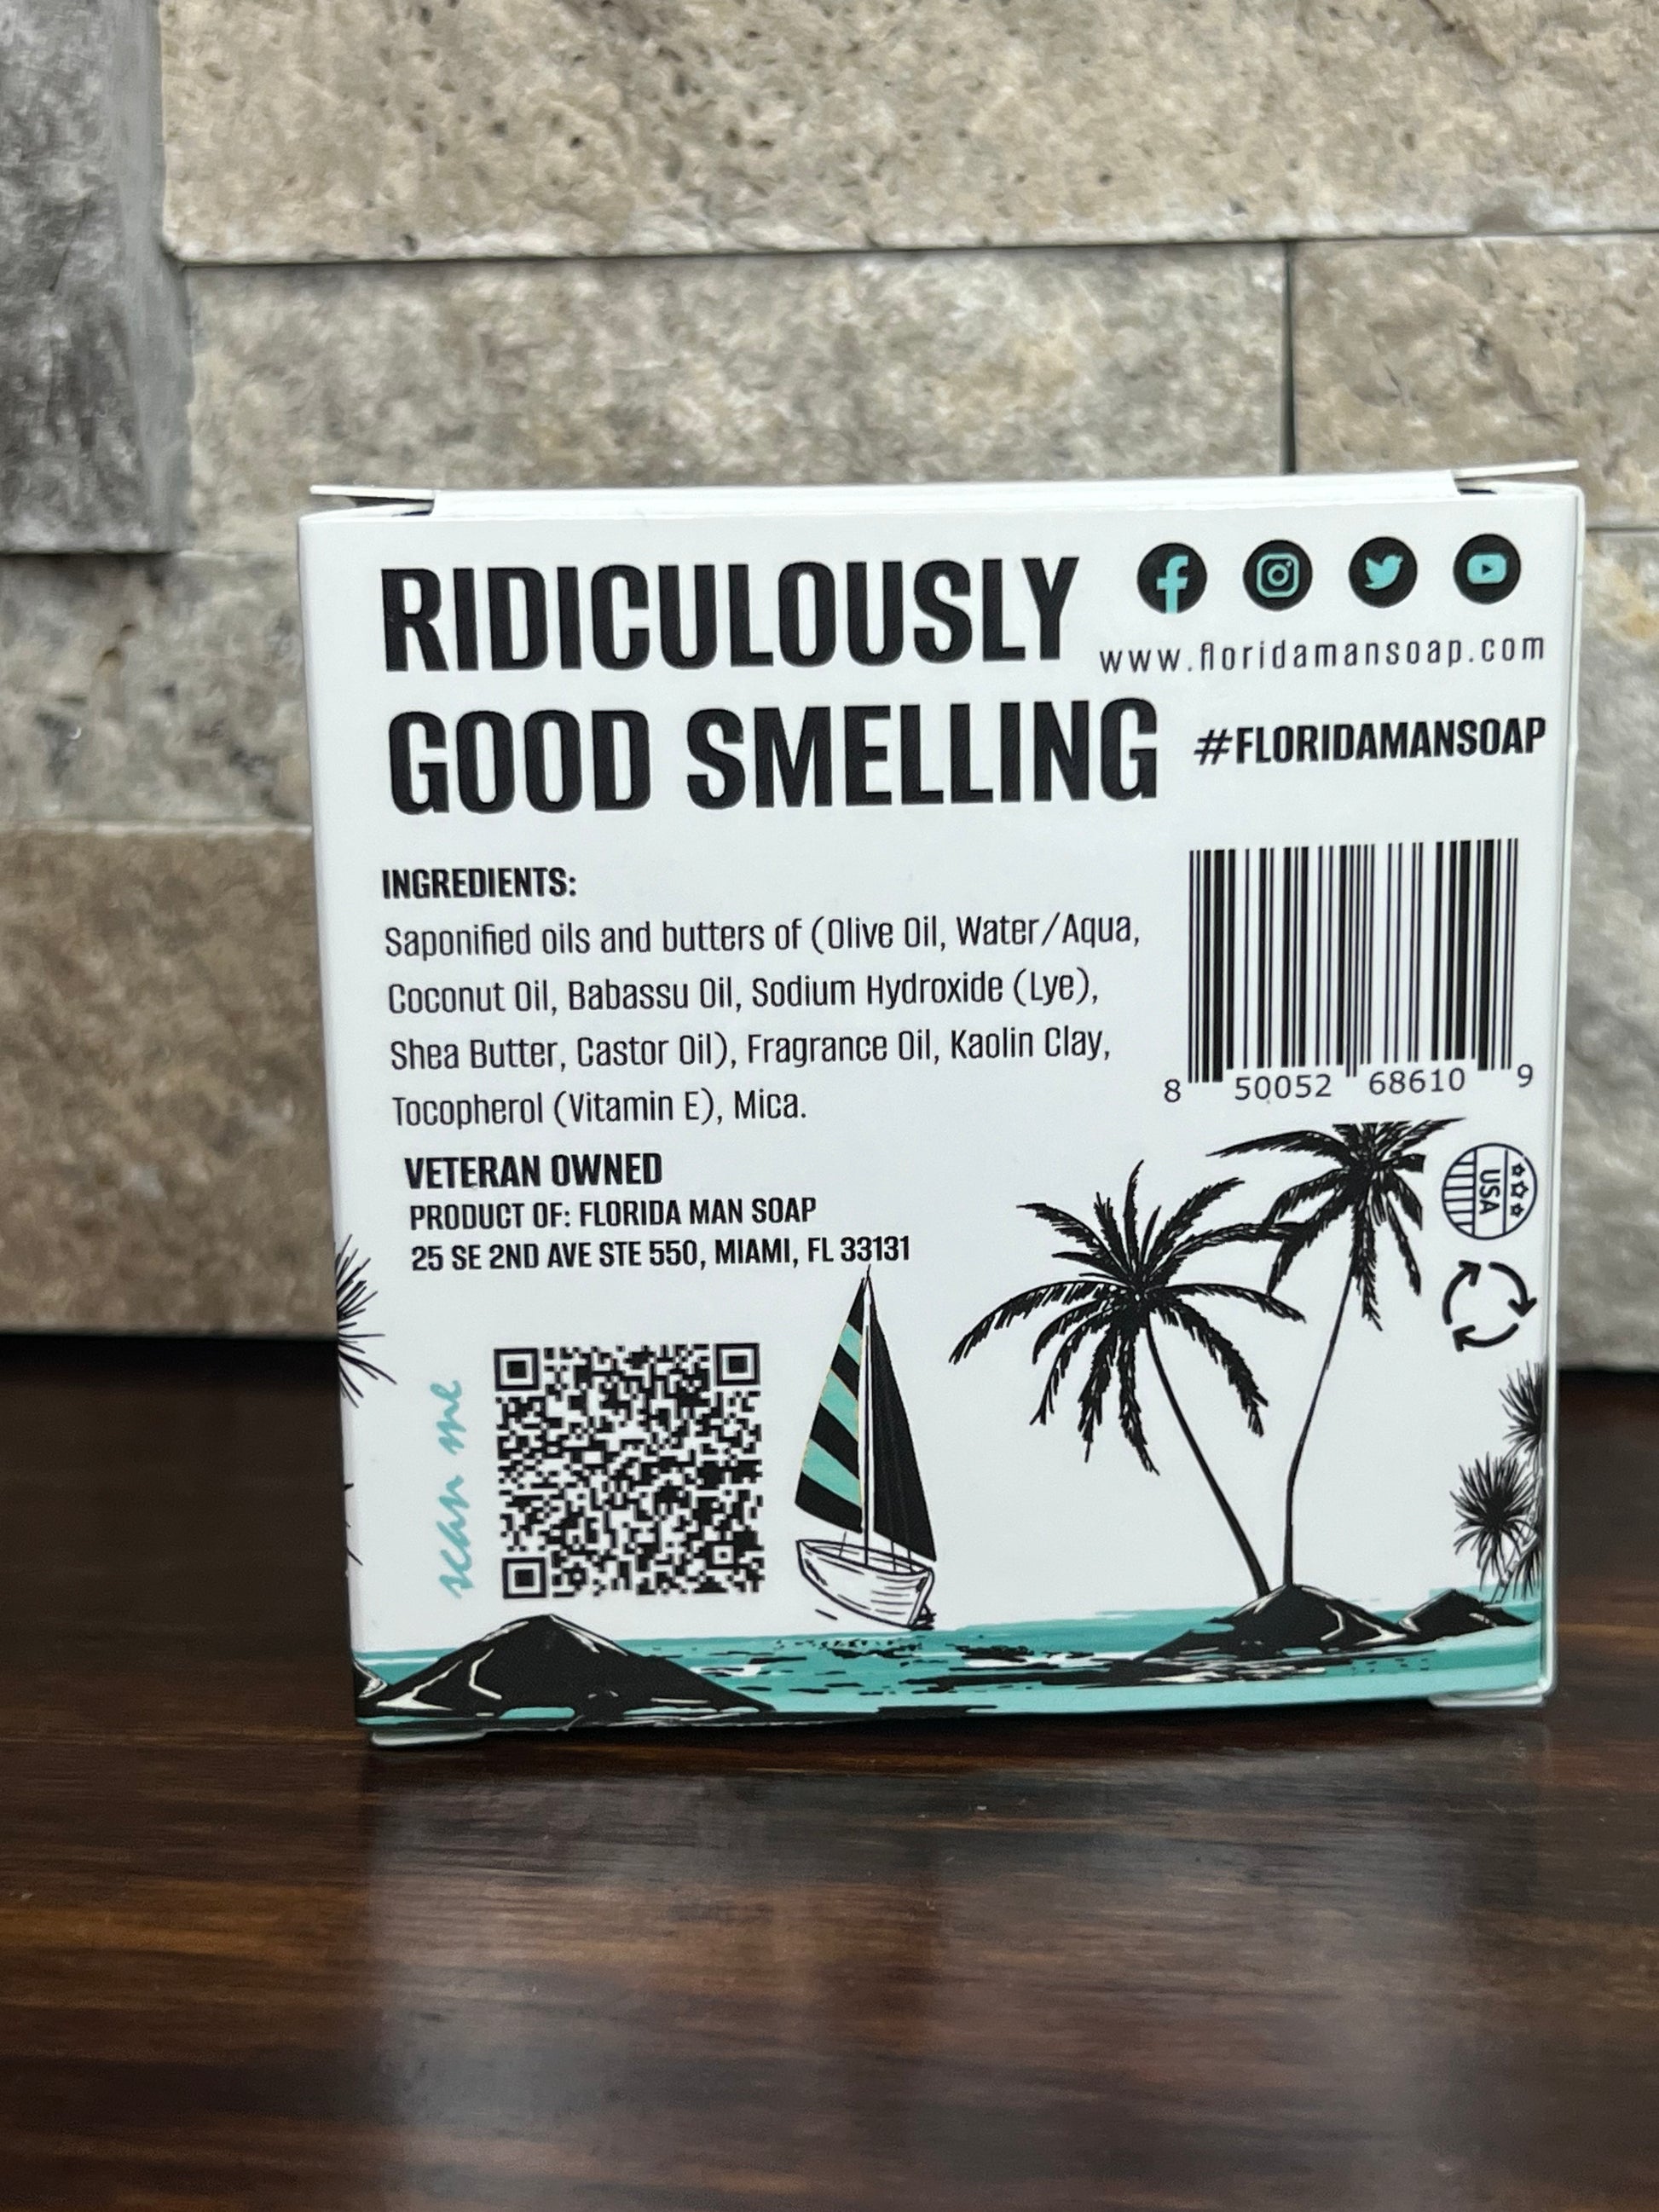 RIDICULOUSLY
GOOD SMELLING
www.floridamansoap.com
#FLORIDAMANSOAP
INGREDIENTS:
Saponified oils and butters of (Olive Oil, Water/Aqua,
Coconut Oil, Babassu Oil, Sodium Hydroxide (Lye),
Shea Butter, Castor Oil), Fragrance Oil, Kaolin Clay,
Tocopherol (Vitamin E), Mica.
8 50052 68610 9
VETERAN OWNED
PRODUCT OF: FLORIDA MAN SOAP
25 SE 2ND AVE STE 550, MIAMI, FL 33131
USA
scan me